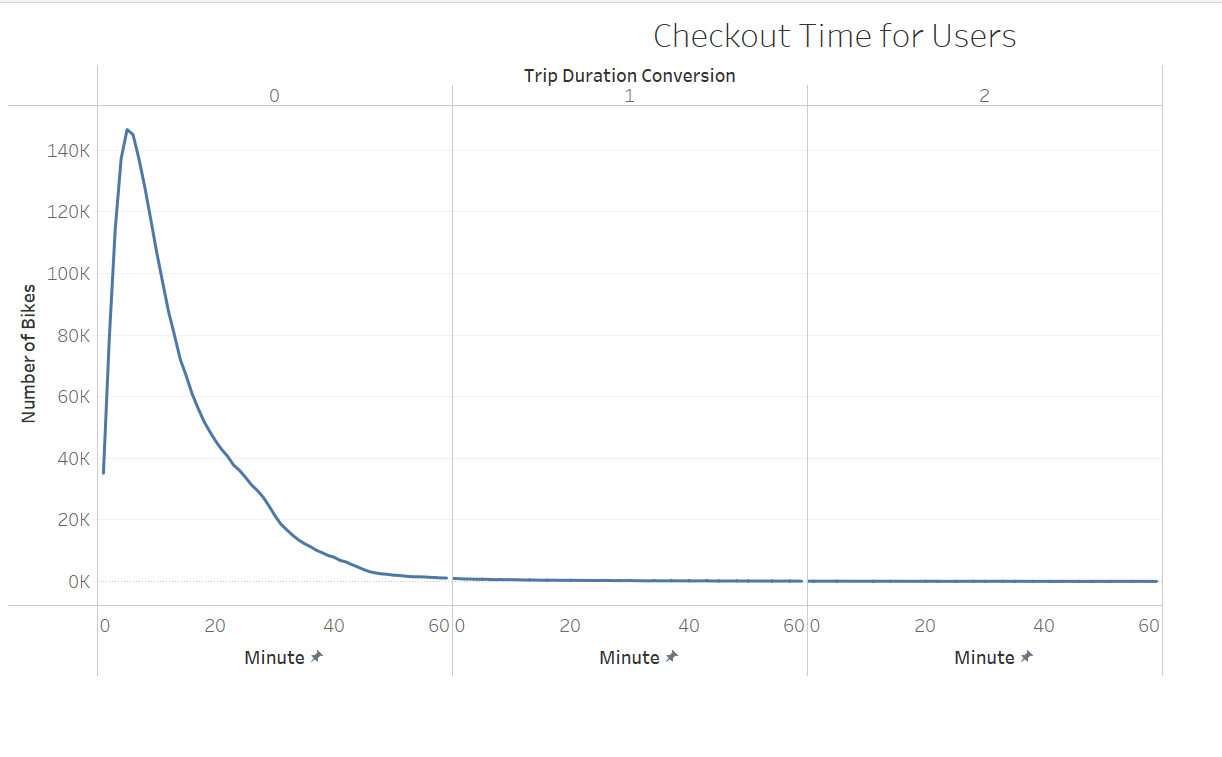 Checkout Time for Users
Trip Duration Conversion
0 1 2
Number of Bikes
140K
120K
100K
80K
60K
40K
20K
0K
0 20 40 60 0 20 40 60 0 20 40 60
Minute Minute Minute